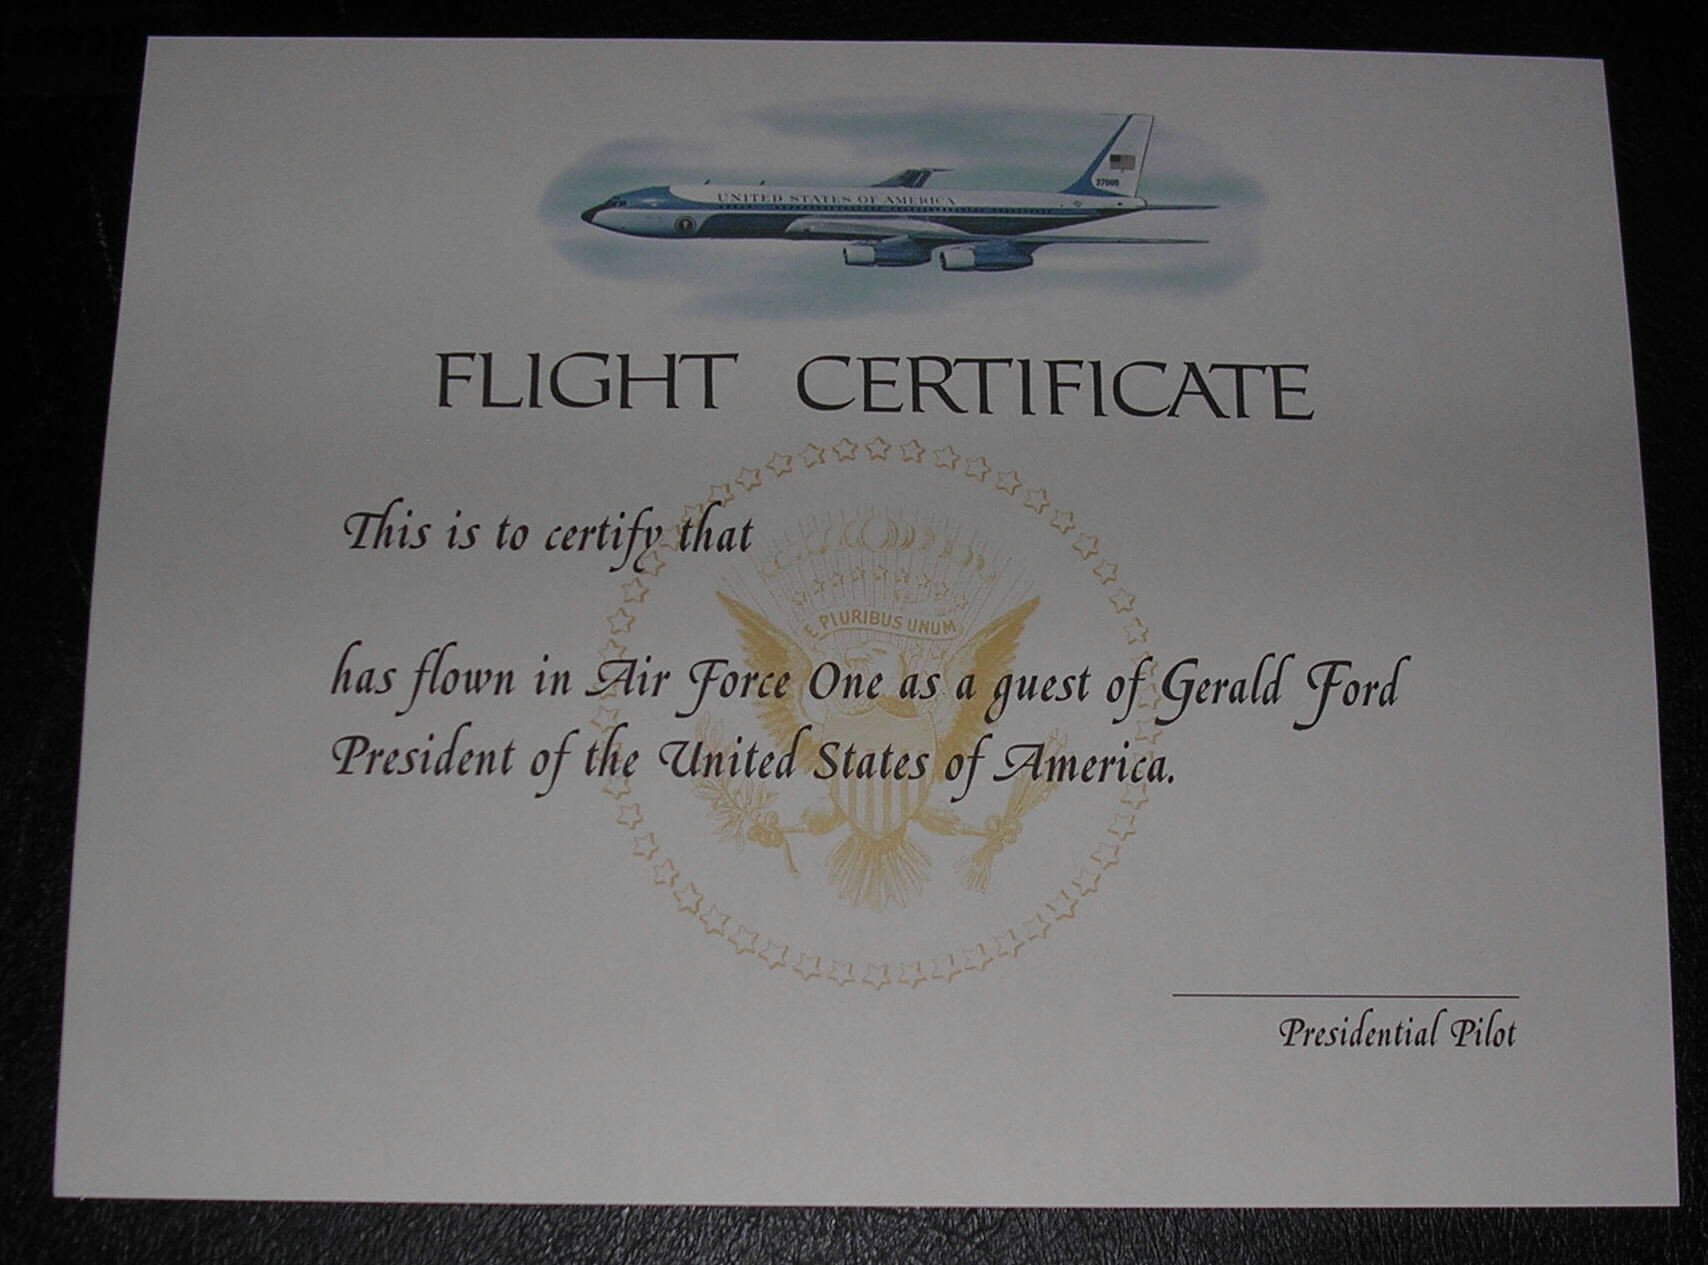 UNITED STATES OF AMERICA
27000
FLIGHT CERTIFICATE
This is to certify that
E PLURIBUS UNUM
has flown in Air Force One as a guest of Gerald Ford
President of the United States of America.
Presidential Pilot